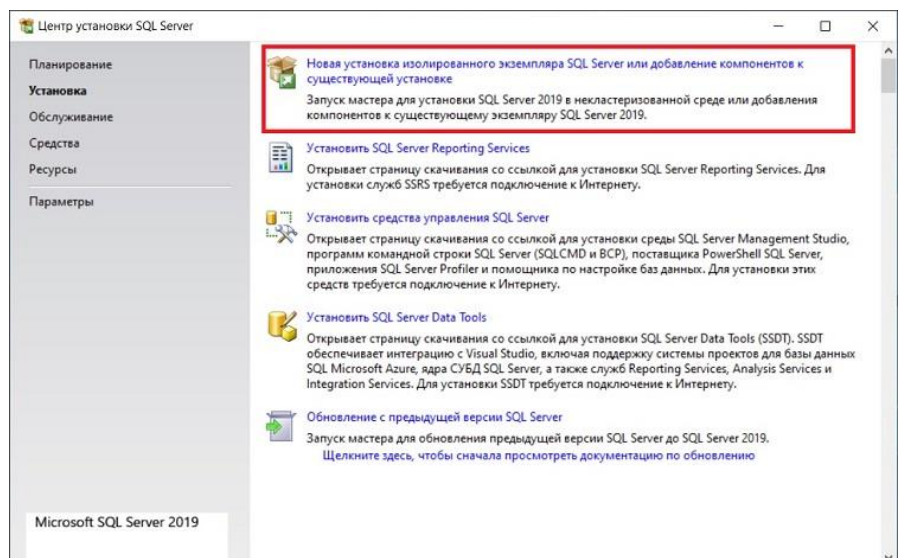 Центр установки SQL Server
Планирование
Установка
Обслуживание
Средства
Ресурсы
Параметры
Microsoft SQL Server 2019
Новая установка изолированного экземпляра SQL Server или добавление компонентов к
существующей установке
Запуск мастера для установки SQL Server 2019 в некластеризованной среде или добавления
компонентов к существующему экземпляру SQL Server 2019.
Установить SQL Server Reporting Services
Открывает страницу скачивания со ссылкой для установки SQL Server Reporting Services. Для
установки служб SSRS требуется подключение к Интернету.
Установить средства управления SQL Server
Открывает страницу скачивания со ссылкой для установки среды SQL Server Management Studio,
программ командной строки SQL Server (SQLCMD и BCP), поставщика PowerShell SQL Server,
приложения SQL Server Profiler и помощника по настройке баз данных. Для установки этих
средств требуется подключение к Интернету.
Установить SQL Server Data Tools
Открывает страницу скачивания со ссылкой для установки SQL Server Data Tools (SSDT). SSDT
обеспечивает интеграцию с Visual Studio, включая поддержку системы проектов для базы данных
SQL Microsoft Azure, ядра СУБД SQL Server, а также служб Reporting Services, Analysis Services и
Integration Services. Для установки SSDT требуется подключение к Интернету.
Обновление с предыдущей версии SQL Server
Запуск мастера для обновления предыдущей версии SQL Server до SQL Server 2019.
Щелкните здесь, чтобы сначала просмотреть документацию по обновлению